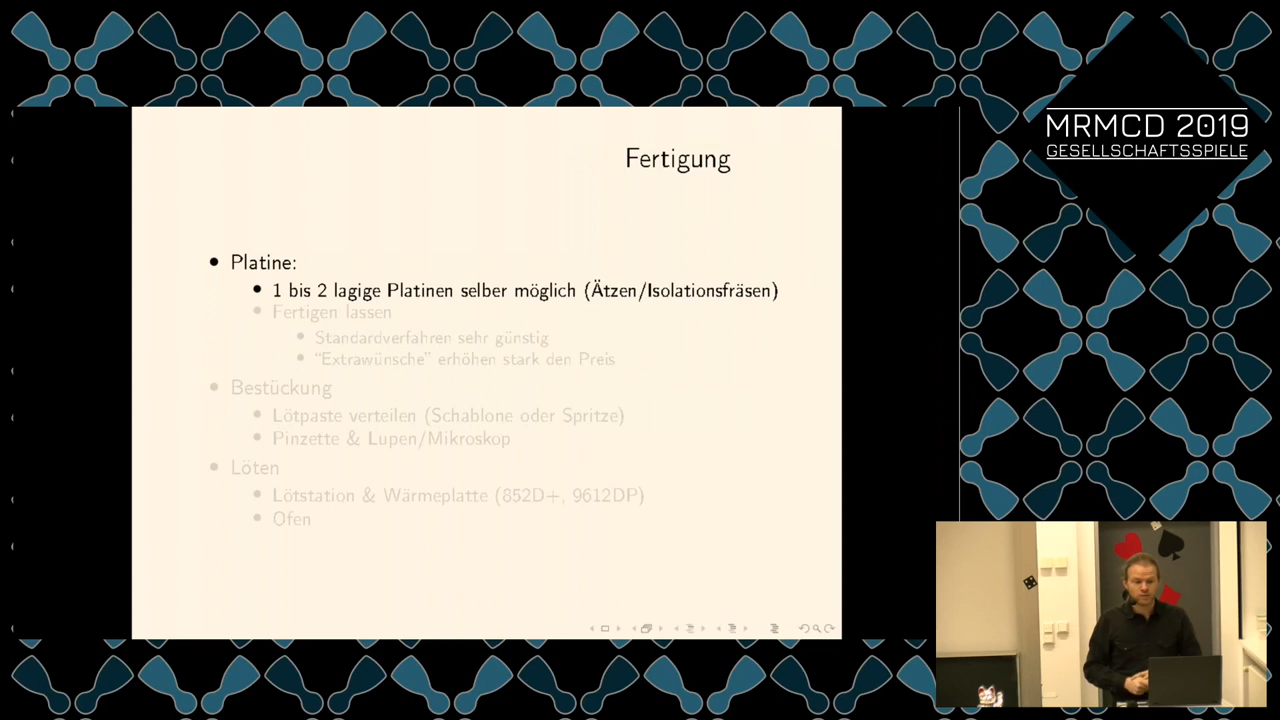 MRMCD 2019
GESELLSCHAFTSSPIELE
Fertigung
Platine:
1 bis 2 lagige Platinen selber möglich (Ätzen/Isolationsfräsen)
Fertigen lassen
Standardverfahren sehr günstig
“Extrawünsche” erhöhen stark den Preis
Bestückung
Lötpaste verteilen (Schablone oder Spritze)
Pinzette & Lupen/Mikroskop
Löten
Lötstation & Wärmeplatte (852D+, 9612DP)
Ofen